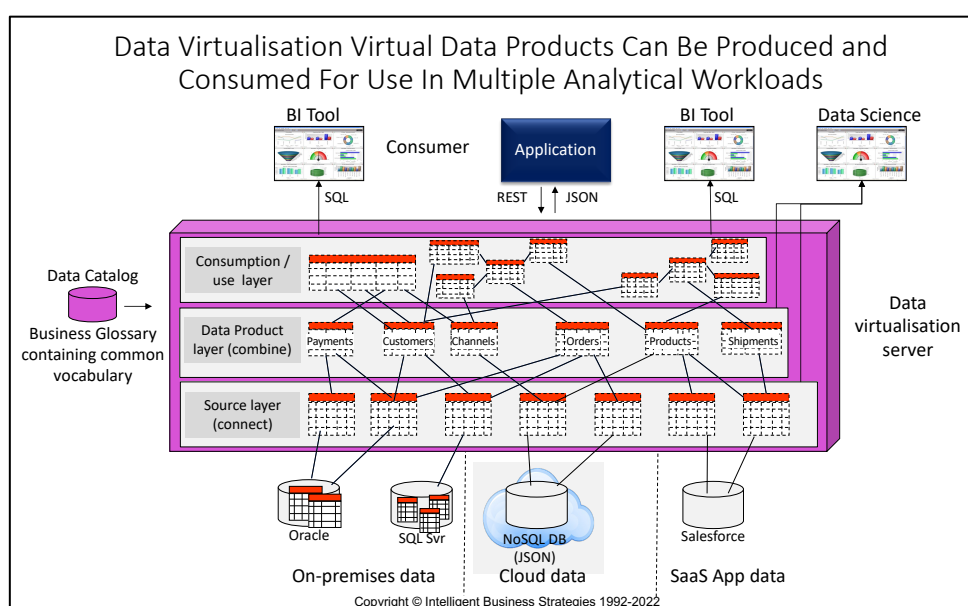 Data Virtualisation Virtual Data Products Can Be Produced and
Consumed For Use In Multiple Analytical Workloads
BI Tool
Consumer
Application
BI Tool
Data Science
SQL
REST
JSON
SQL
Consumption /
use layer
Data Catalog
Business Glossary
containing common
vocabulary
Data Product
layer (combine)
Payments
Customers
Channels
Orders
Products
Shipments
Data
virtualisation
server
Source layer
(connect)
Oracle
SQL Svr
NoSQL DB
(JSON)
Salesforce
On-premises data
Cloud data
SaaS App data
Copyright © Intelligent Business Strategies 1992-2022